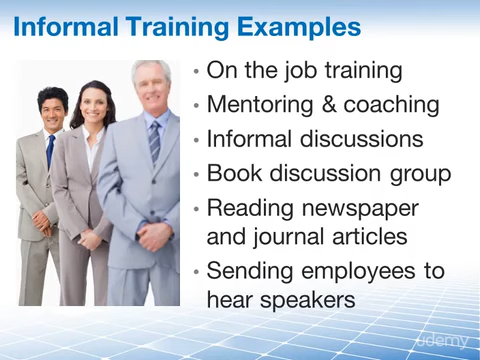 Informal Training Examples
• On the job training
• Mentoring & coaching
• Informal discussions
• Book discussion group
• Reading newspaper
and journal articles
• Sending employees to
hear speakers
udemy